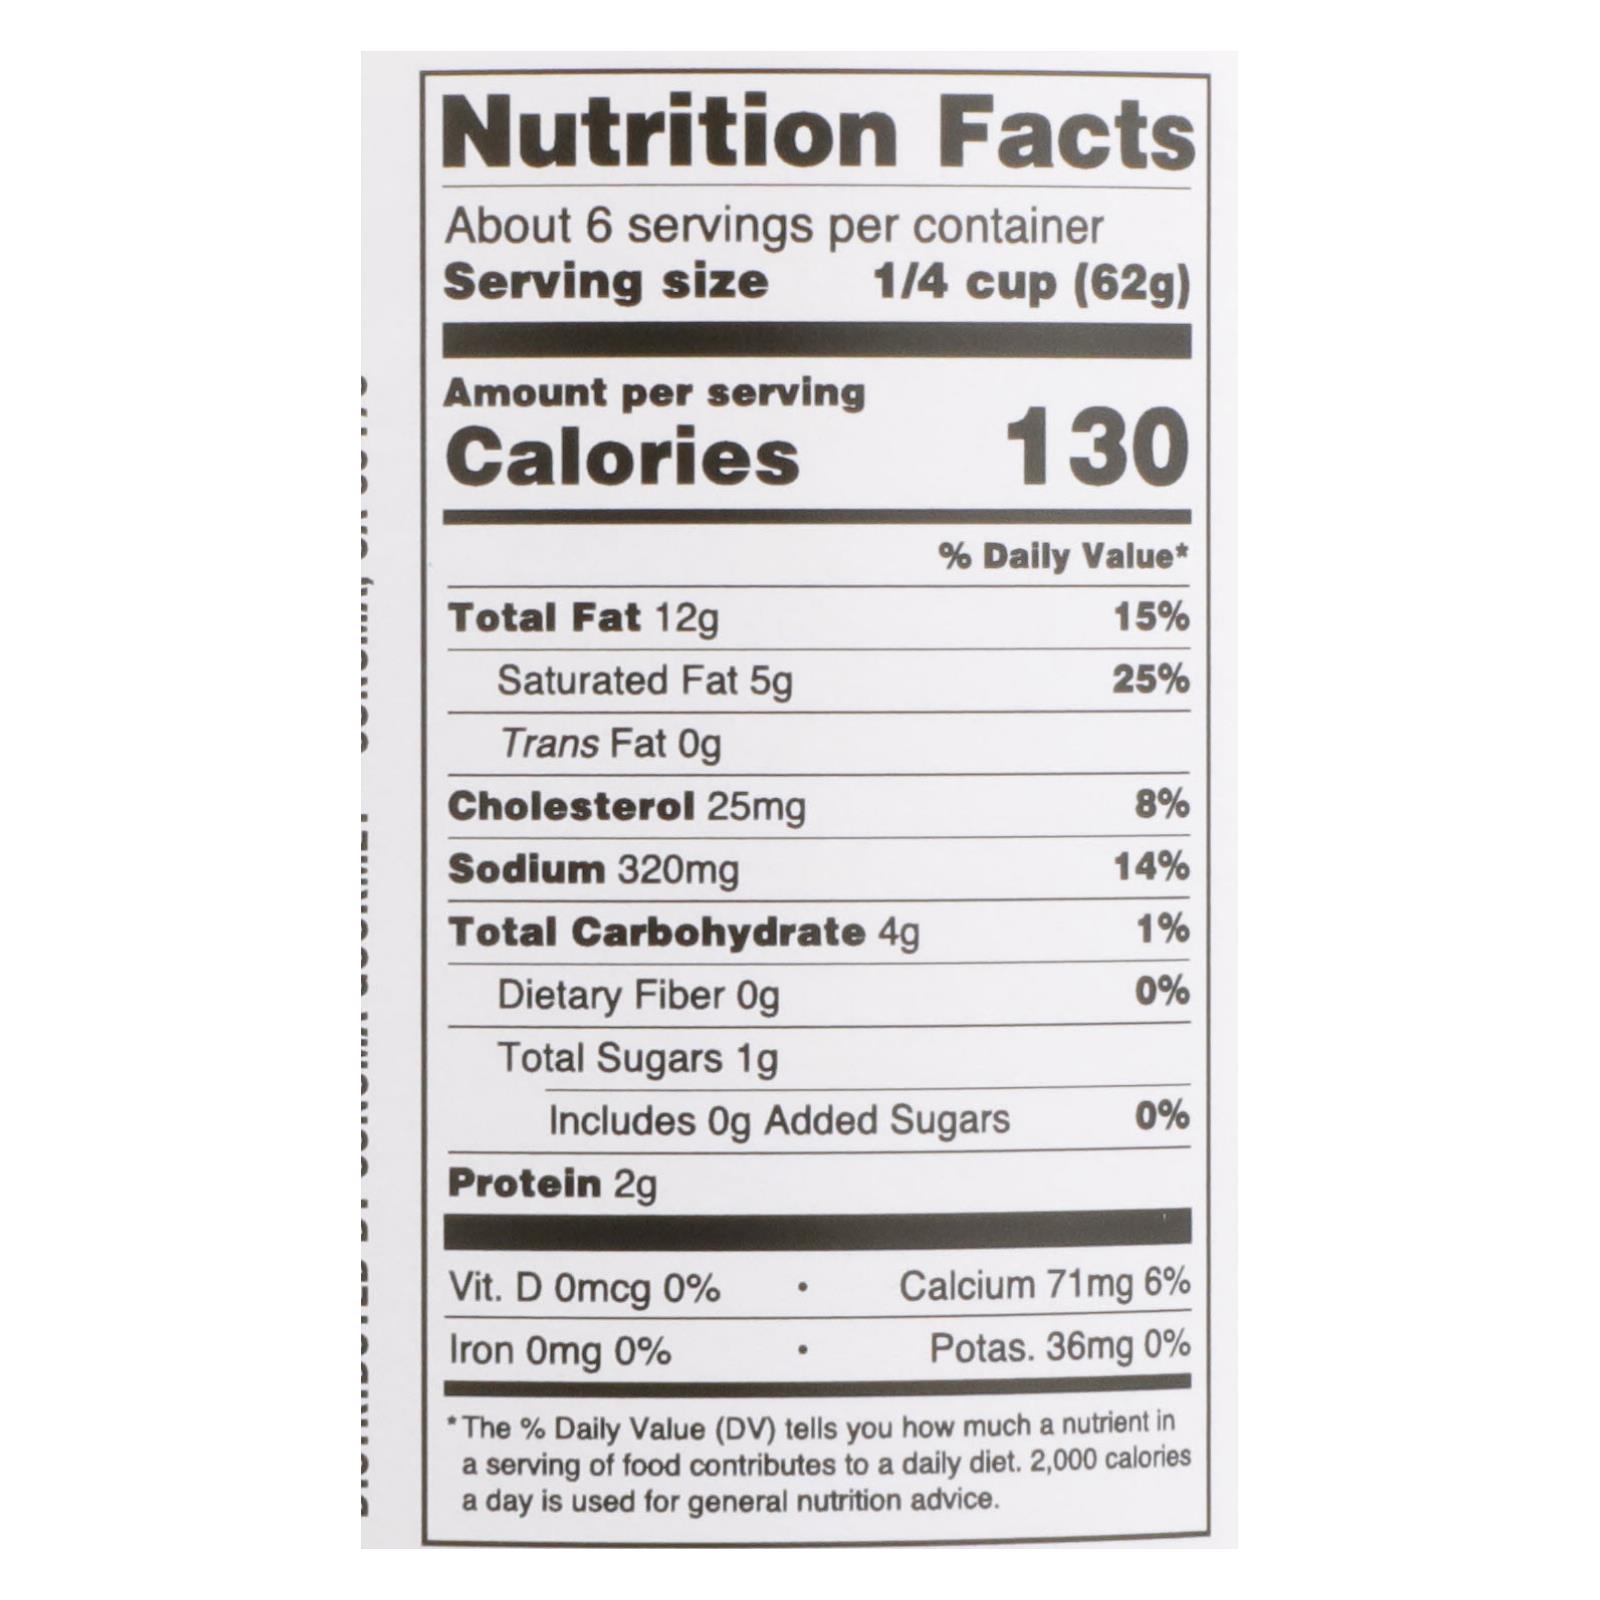 Nutrition Facts
About 6 servings per container
Serving size 1/4 cup (62g)
Amount per serving
Calories 130
% Daily Value*
Total Fat 12g 15%
Saturated Fat 5g 25%
Trans Fat 0g
Cholesterol 25mg 8%
Sodium 320mg 14%
Total Carbohydrate 4g 1%
Dietary Fiber 0g 0%
Total Sugars 1g
Includes 0g Added Sugars 0%
Protein 2g
Vit. D 0mcg 0% • Calcium 71mg 6%
Iron 0mg 0% • Potas. 36mg 0%
*The % Daily Value (DV) tells you how much a nutrient in
a serving of food contributes to a daily diet. 2,000 calories
a day is used for general nutrition advice.